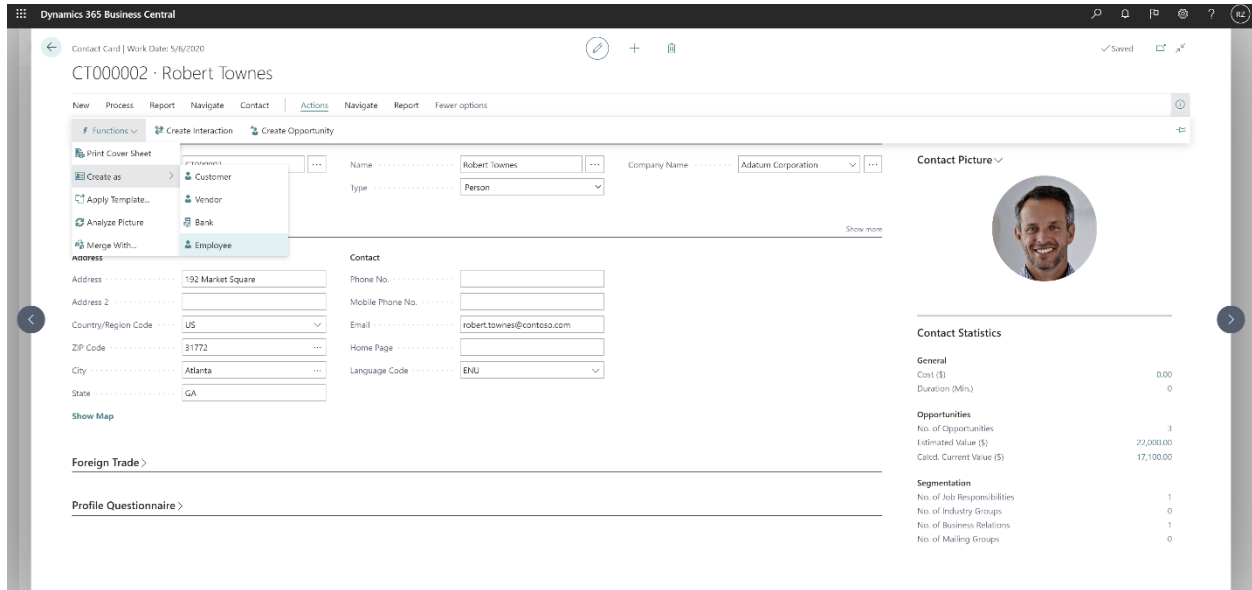 Dynamics 365 Business Central
RZ
Contact Card | Work Date: 5/6/2020
Saved
CT000002 · Robert Townes
New Process Report Navigate Contact Actions Navigate Report Fewer options
Functions Create Interaction Create Opportunity
Print Cover Sheet
Create as
Apply Template...
Analyze Picture
Merge With...
Customer
Vendor
Bank
Employee
CT000002
Name Robert Townes
Company Name Adatum Corporation
Type Person
Show more
Address
Address 192 Market Square
Address 2
Country/Region Code US
ZIP Code 31772
City Atlanta
State GA
Show Map
Contact
Phone No.
Mobile Phone No.
Email robert.townes@contoso.com
Home Page
Language Code ENU
Foreign Trade
Profile Questionnaire
Contact Picture
Contact Statistics
General
Cost ($) 0.00
Duration (Min.) 0
Opportunities
No. of Opportunities 3
Estimated Value ($) 22,000.00
Calcd. Current Value ($) 17,100.00
Segmentation
No. of Job Responsibilities 1
No. of Industry Groups 0
No. of Business Relations 1
No. of Mailing Groups 0